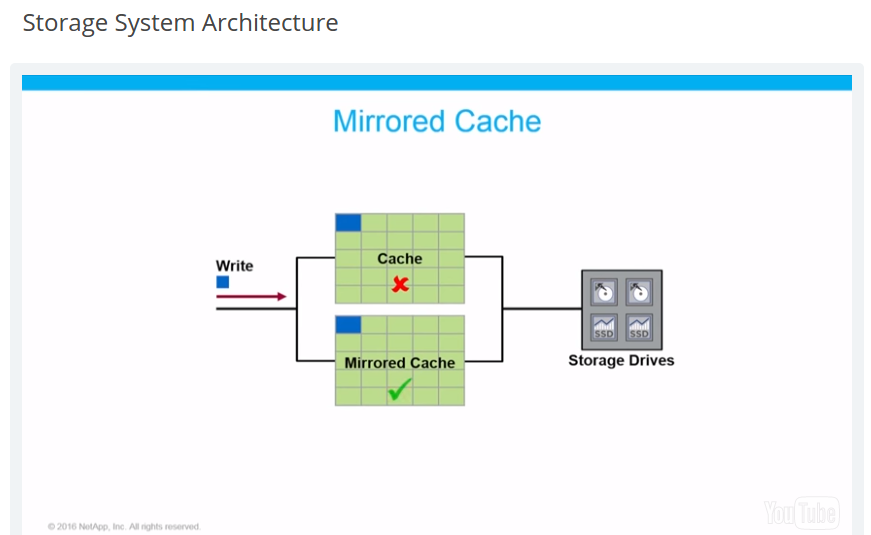 Storage System Architecture
Mirrored Cache
Write
Cache
Mirrored Cache
SSD SSD
Storage Drives
© 2016 NetApp, Inc. All rights reserved.
YouTube